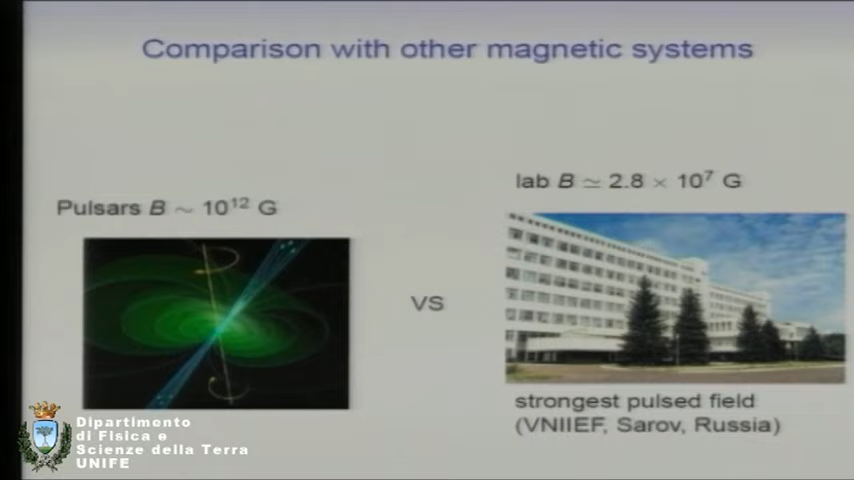 Comparison with other magnetic systems
lab B ≃ 2.8 × 10⁷ G
Pulsars B ∼ 10¹² G
vs
strongest pulsed field
(VNIIEF, Sarov, Russia)
Dipartimento
di Fisica e
Scienze della Terra
UNIFE